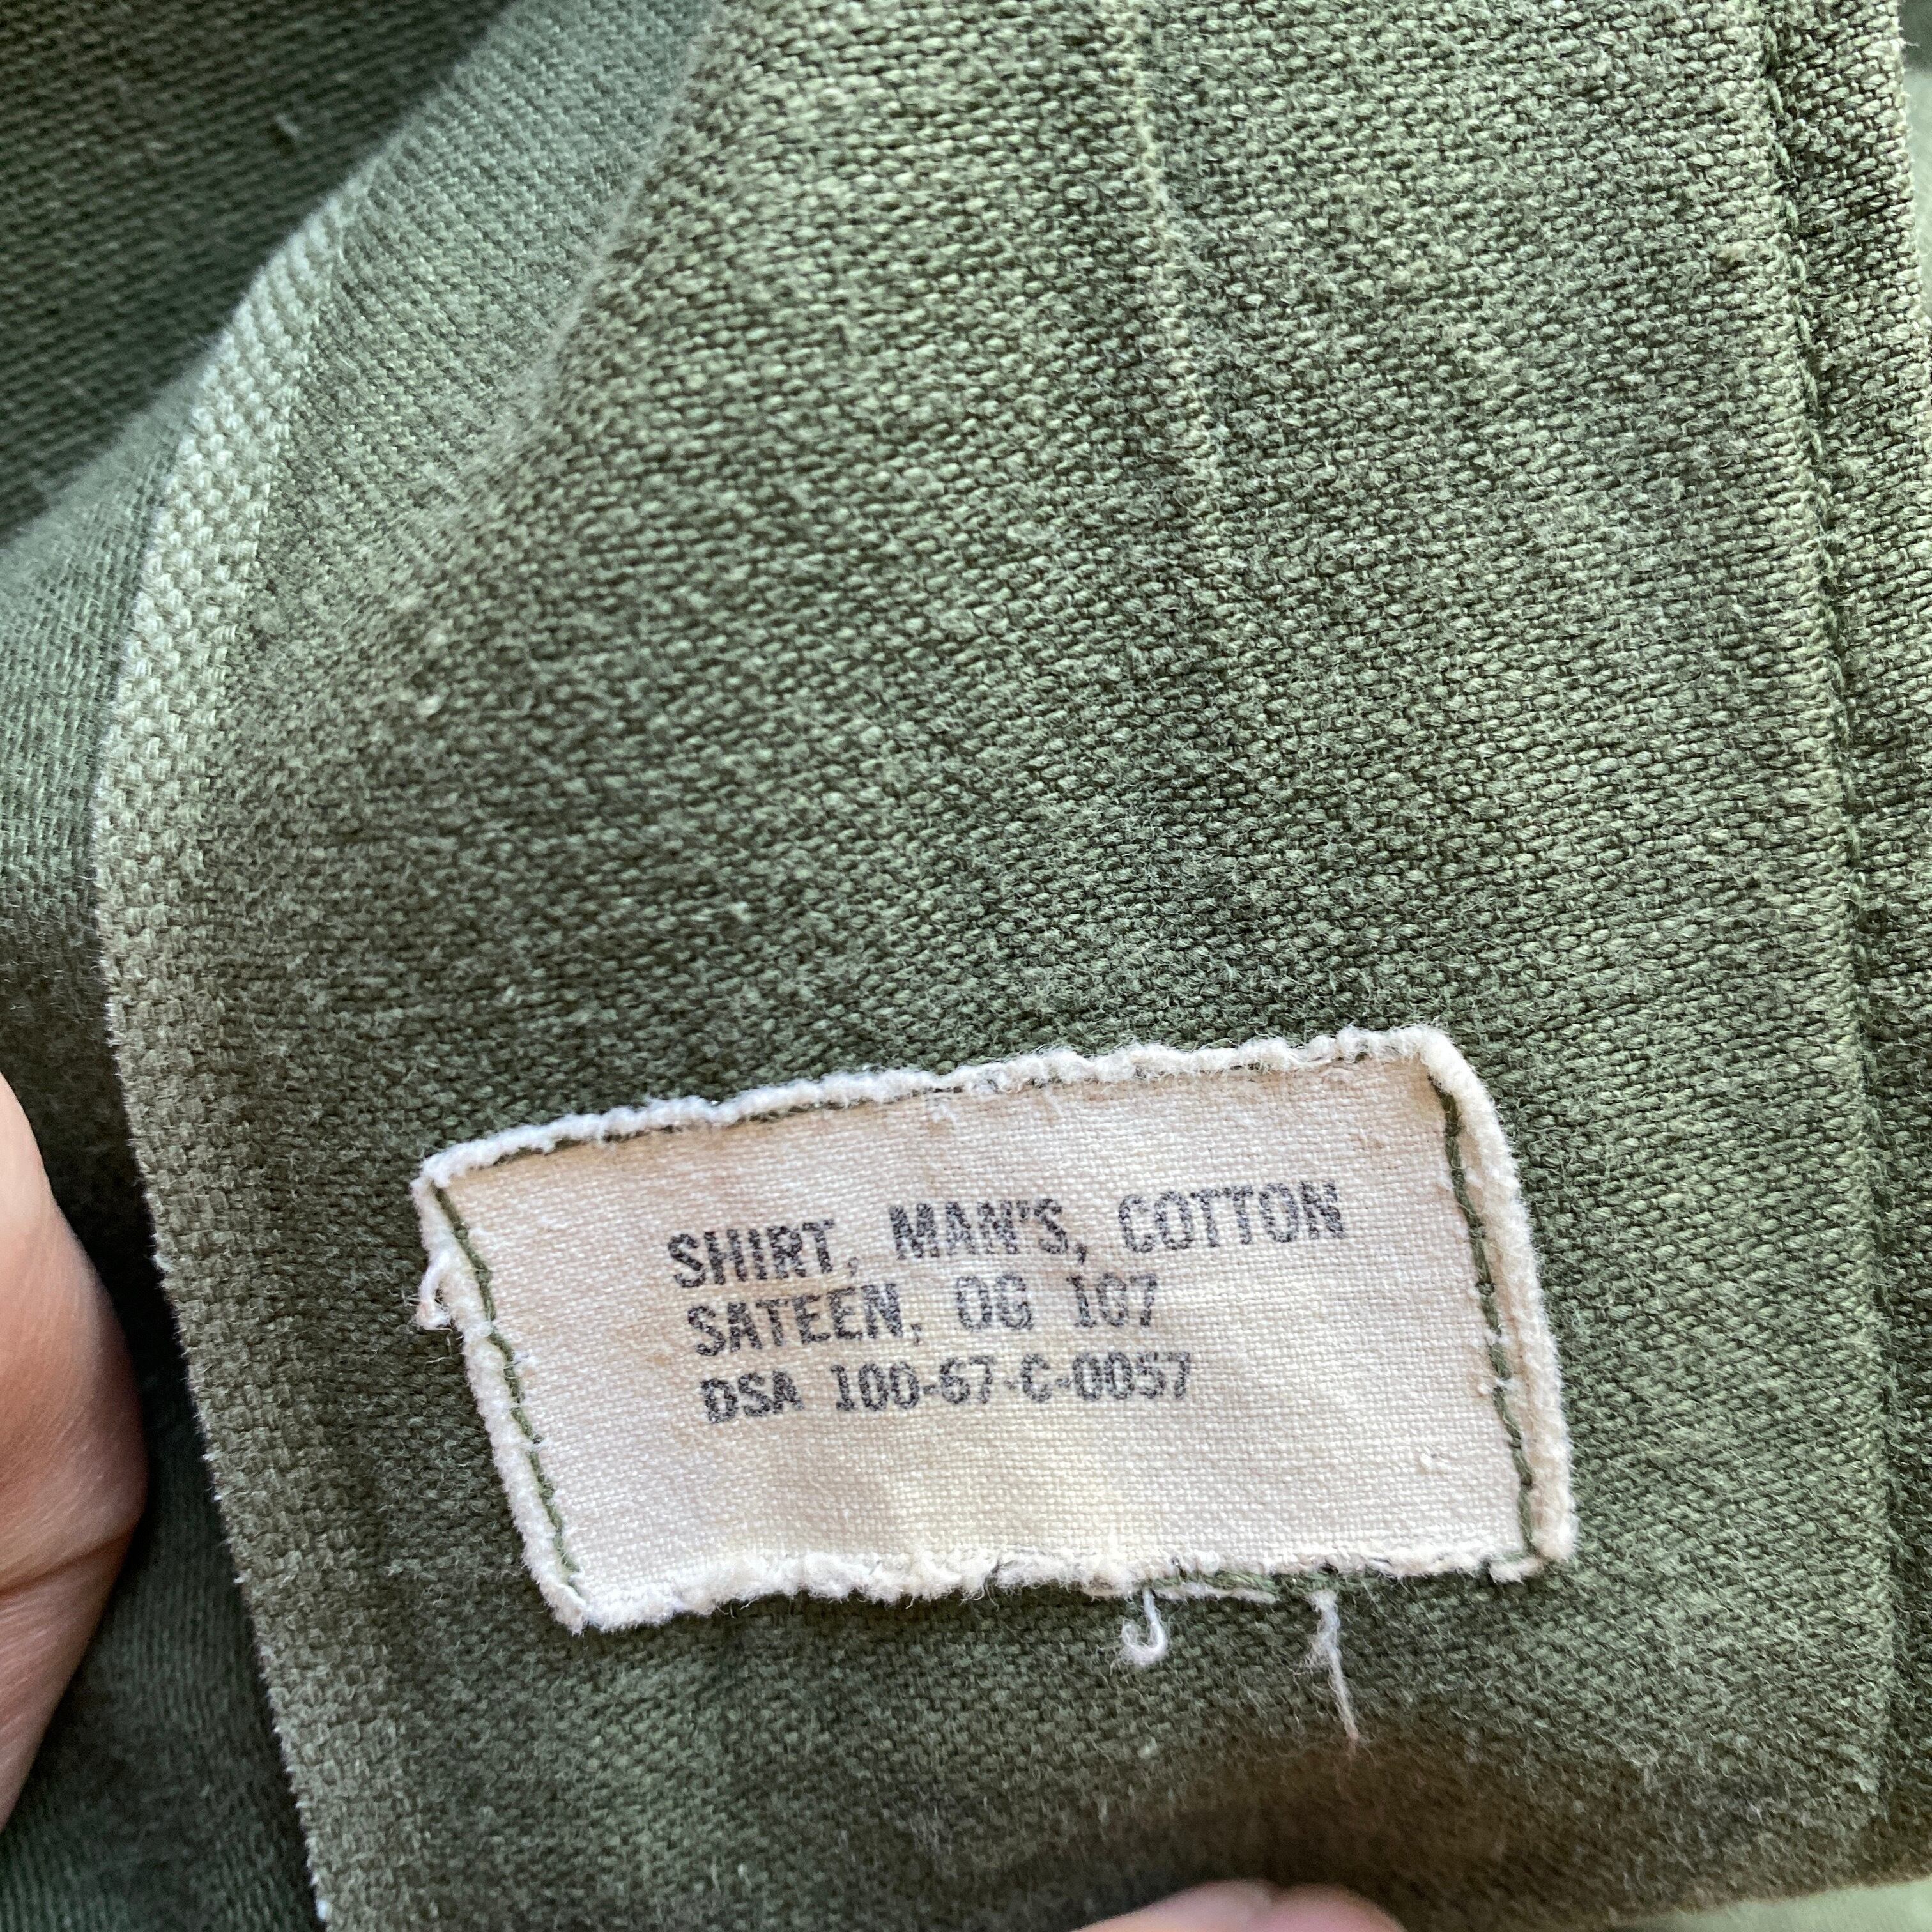 SHIRT, MAN'S, COTTON
SATEEN, OG 107
DSA 100-67-C-0057